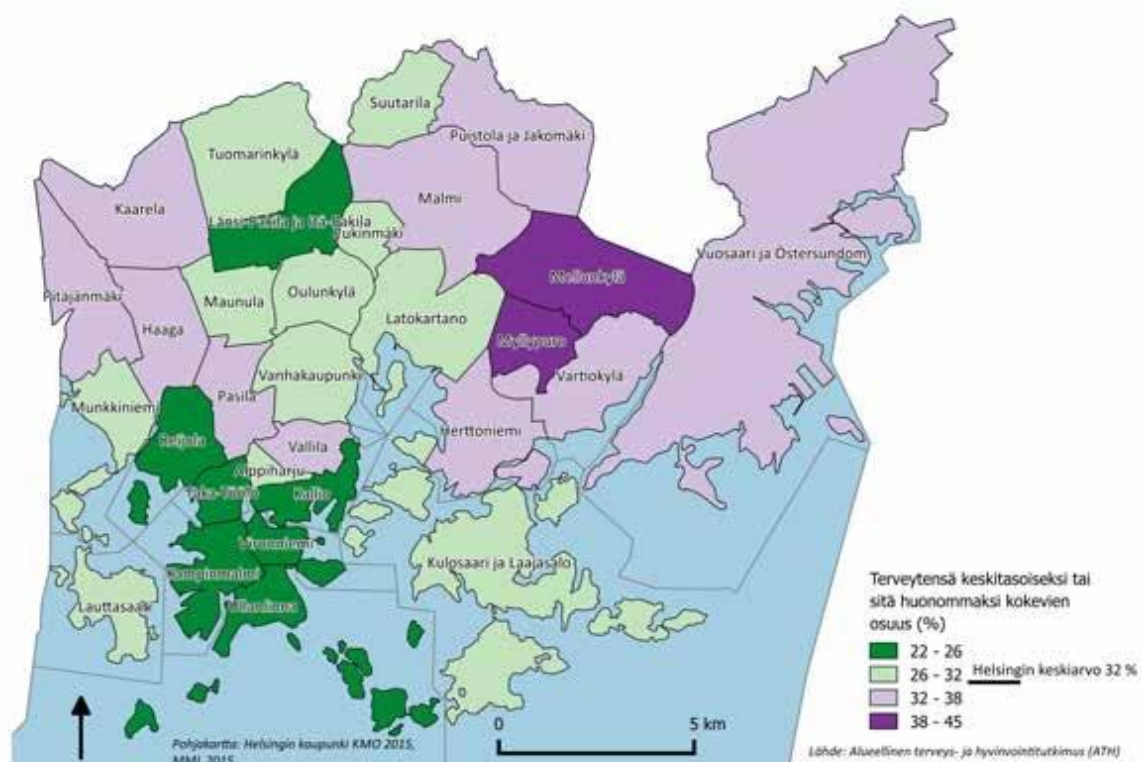 Suutarila
Puistola ja Jakomäki
Tuomarinkylä
Malmi
Kaarela
Länsi-Pakila ja Itä-Pakila
Pukinmäki
Vuosaari ja Östersundom
Mellunkylä
Pitäjänmäki
Maunula
Oulunkylä
Latokartano
Haaga
Myllypuro
Vartiokylä
Vanhakaupunki
Munkkiniemi
Pasila
Reijola
Herttoniemi
Vallila
Alppiharju
Taka-Töölö
Kallio
Vironniemi
Kampinmalmi
Kulosaari ja Laajasalo
Lauttasaari
Ullanlinna
Terveytensä keskitasoiseksi tai
sitä huonommaksi kokevien
osuus (%)
22 - 26
26 - 32 Helsingin keskiarvo 32 %
32 - 38
38 - 45
0 5 km
Pohjakartta: Helsingin kaupunki KMO 2015,
MML 2015
Lähde: Alueellinen terveys- ja hyvinvointitutkimus (ATH)